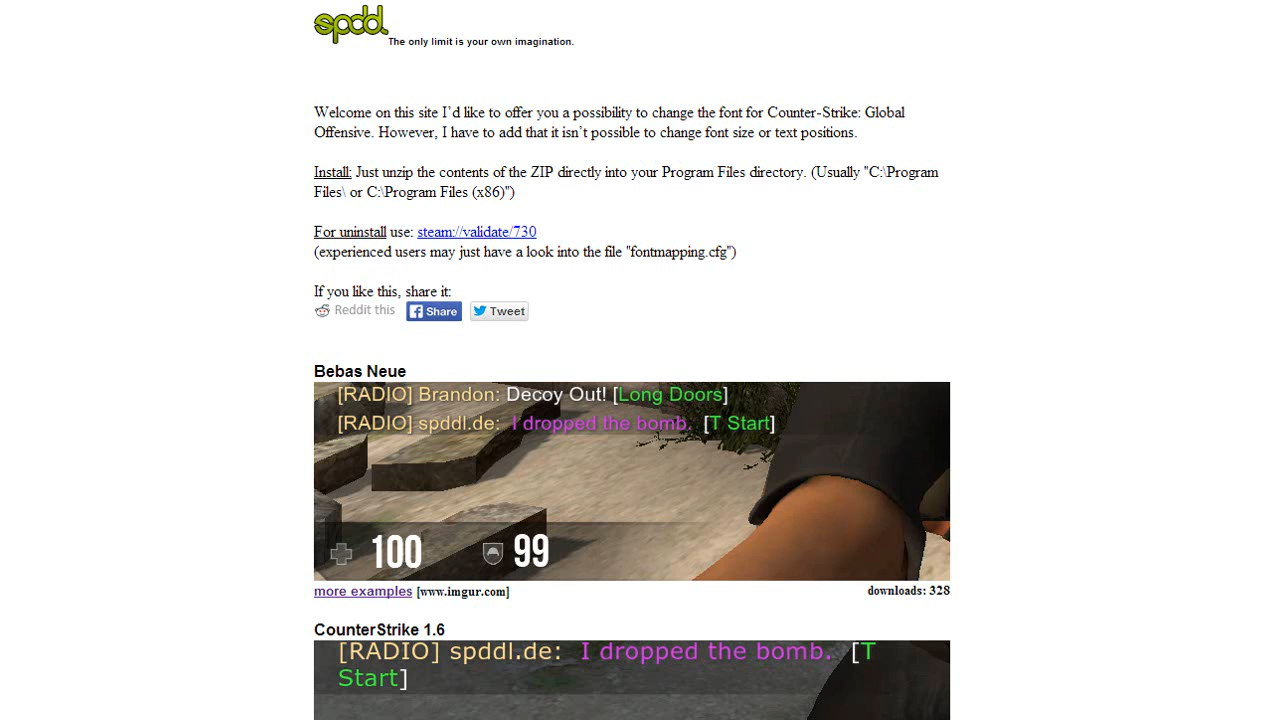 spddl
The only limit is your own imagination.
Welcome on this site I'd like to offer you a possibility to change the font for Counter-Strike: Global
Offensive. However, I have to add that it isn't possible to change font size or text positions.
Install: Just unzip the contents of the ZIP directly into your Program Files directory. (Usually "C:\Program
Files\ or C:\Program Files (x86)")
For uninstall use: steam://validate/730
(experienced users may just have a look into the file "fontmapping.cfg")
If you like this, share it:
Reddit this Share Tweet
Bebas Neue
[RADIO] Brandon: Decoy Out! [Long Doors]
[RADIO] spddl.de: I dropped the bomb. [T Start]
100 99
more examples [www.imgur.com] downloads: 328
CounterStrike 1.6
[RADIO] spddl.de: I dropped the bomb. [T
Start]